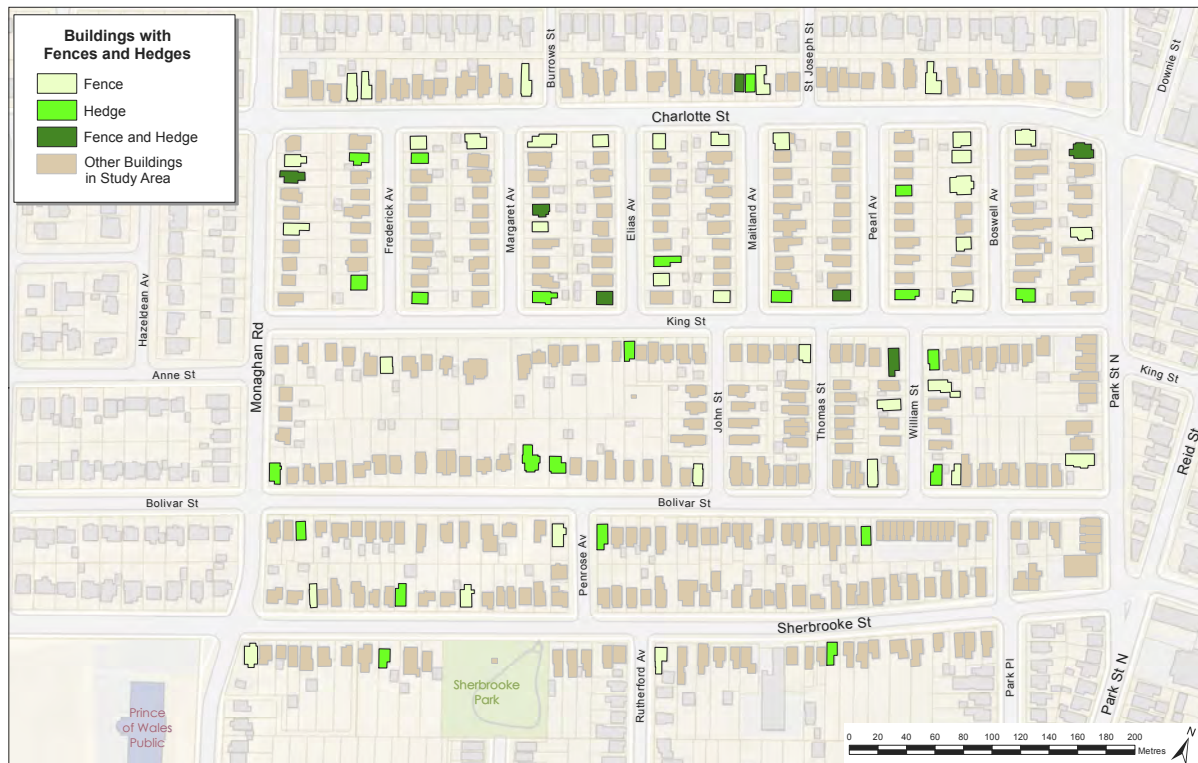 Buildings with
Fences and Hedges
Fence
Hedge
Fence and Hedge
Other Buildings
in Study Area
Burrows St
St Joseph St
Downie St
Charlotte St
Frederick Av
Margaret Av
Elias Av
Maitland Av
Pearl Av
Boswell Av
Hazeldean Av
Monaghan Rd
King St
Anne St
John St
Thomas St
William St
Park St N
King St
Reid St
Bolivar St
Bolivar St
Penrose Av
Sherbrooke St
Rutherford Av
Park Pl
Park St N
Sherbrooke
Park
Prince
of Wales
Public
0 20 40 60 80 100 120 140 160 180 200
Metres
N